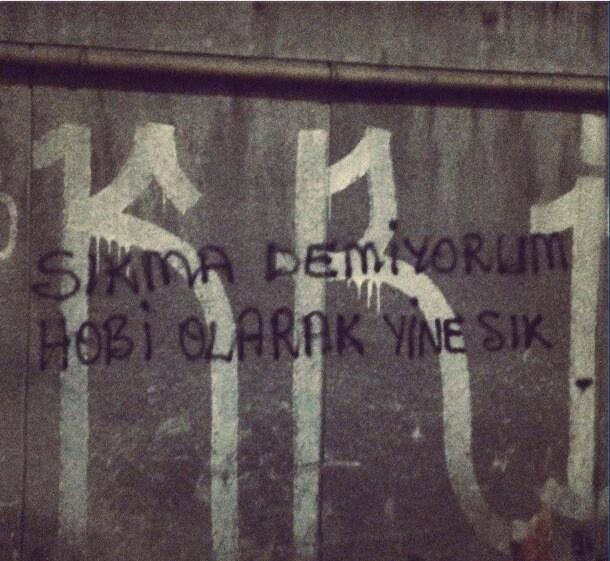 SIKMA DEMİYORUM
HOBİ OLARAK YİNE SIK